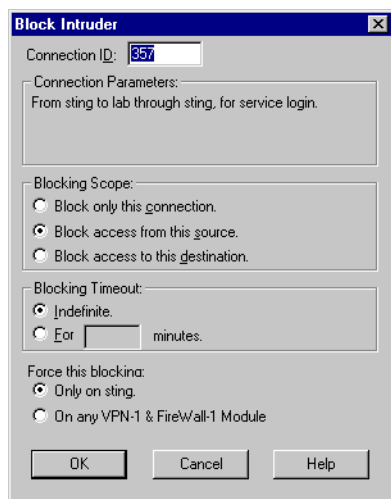 Block Intruder
Connection ID: 357
Connection Parameters:
From sting to lab through sting, for service login.
Blocking Scope:
Block only this connection.
Block access from this source.
Block access to this destination.
Blocking Timeout:
Indefinite.
For minutes.
Force this blocking:
Only on sting.
On any VPN-1 & FireWall-1 Module
OK Cancel Help